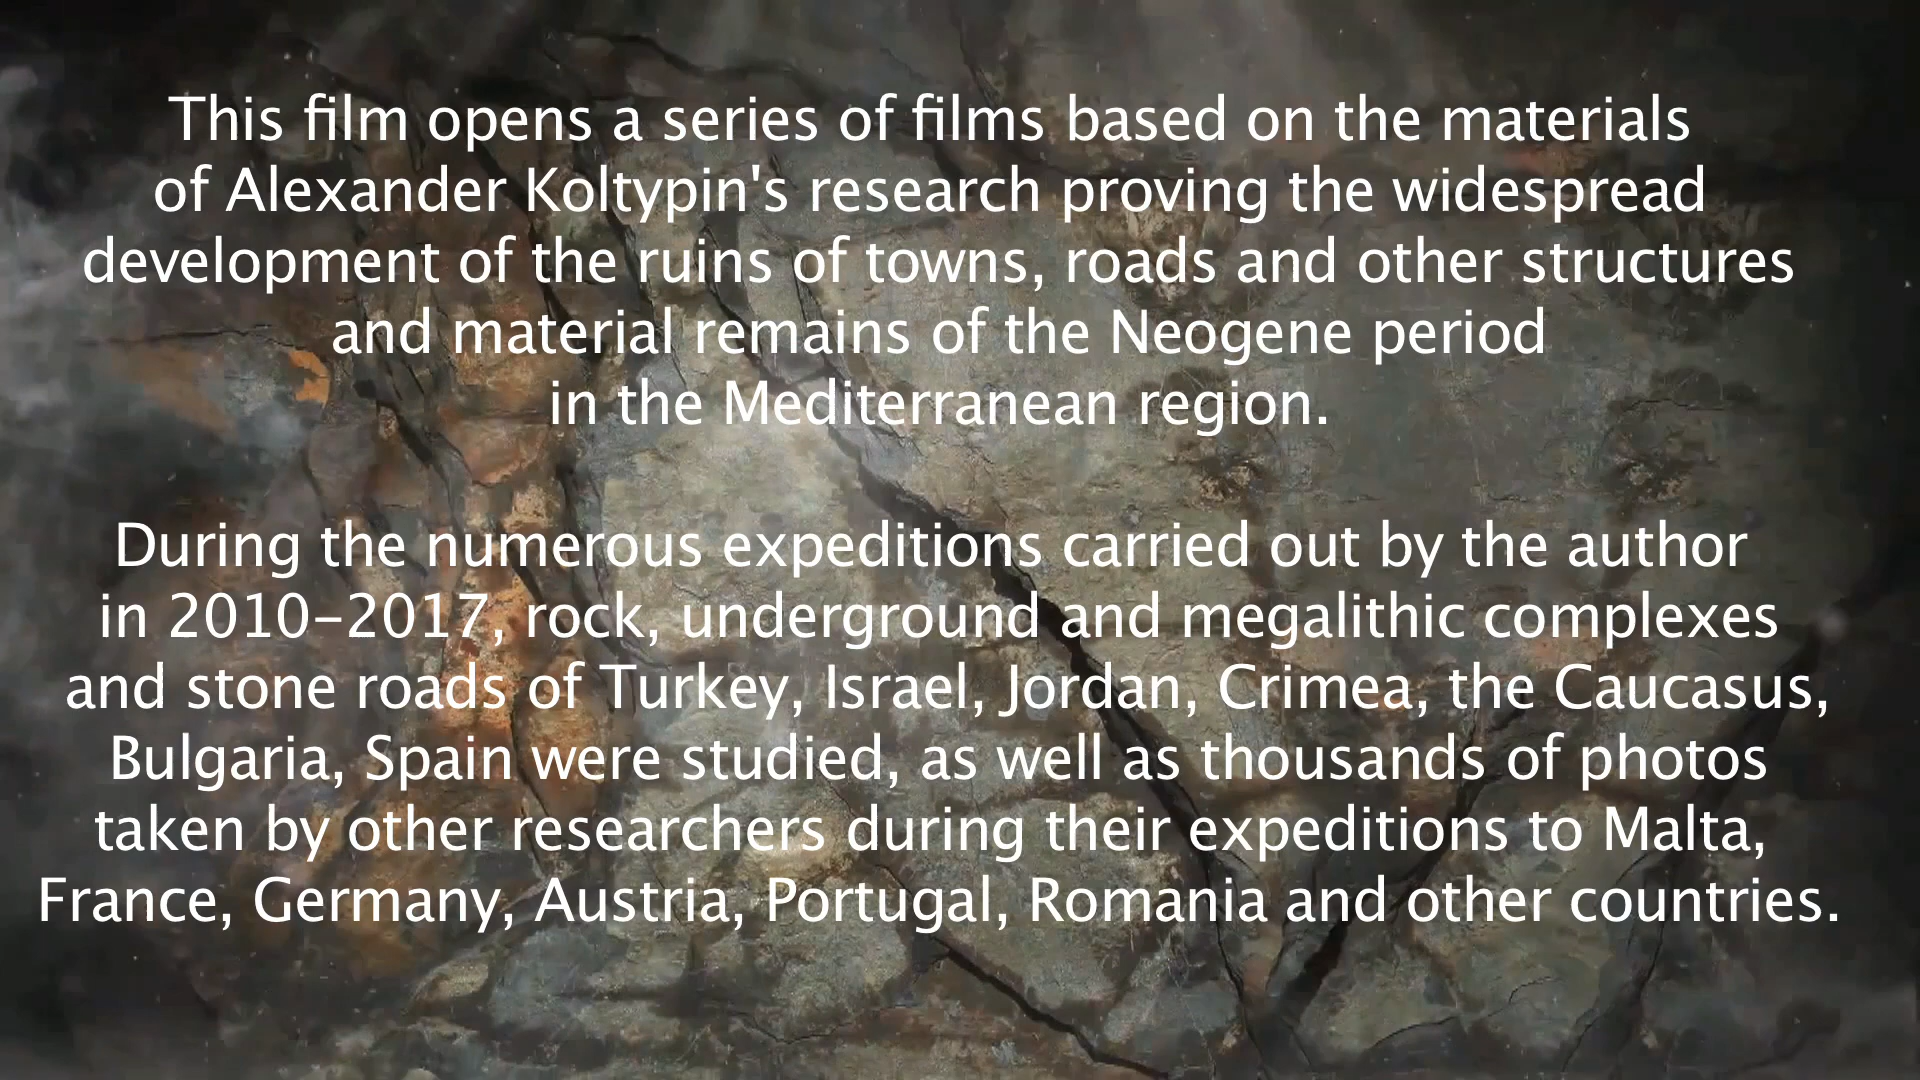 This film opens a series of films based on the materials
of Alexander Koltypin's research proving the widespread
development of the ruins of towns, roads and other structures
and material remains of the Neogene period
in the Mediterranean region.
During the numerous expeditions carried out by the author
in 2010-2017, rock, underground and megalithic complexes
and stone roads of Turkey, Israel, Jordan, Crimea, the Caucasus,
Bulgaria, Spain were studied, as well as thousands of photos
taken by other researchers during their expeditions to Malta,
France, Germany, Austria, Portugal, Romania and other countries.